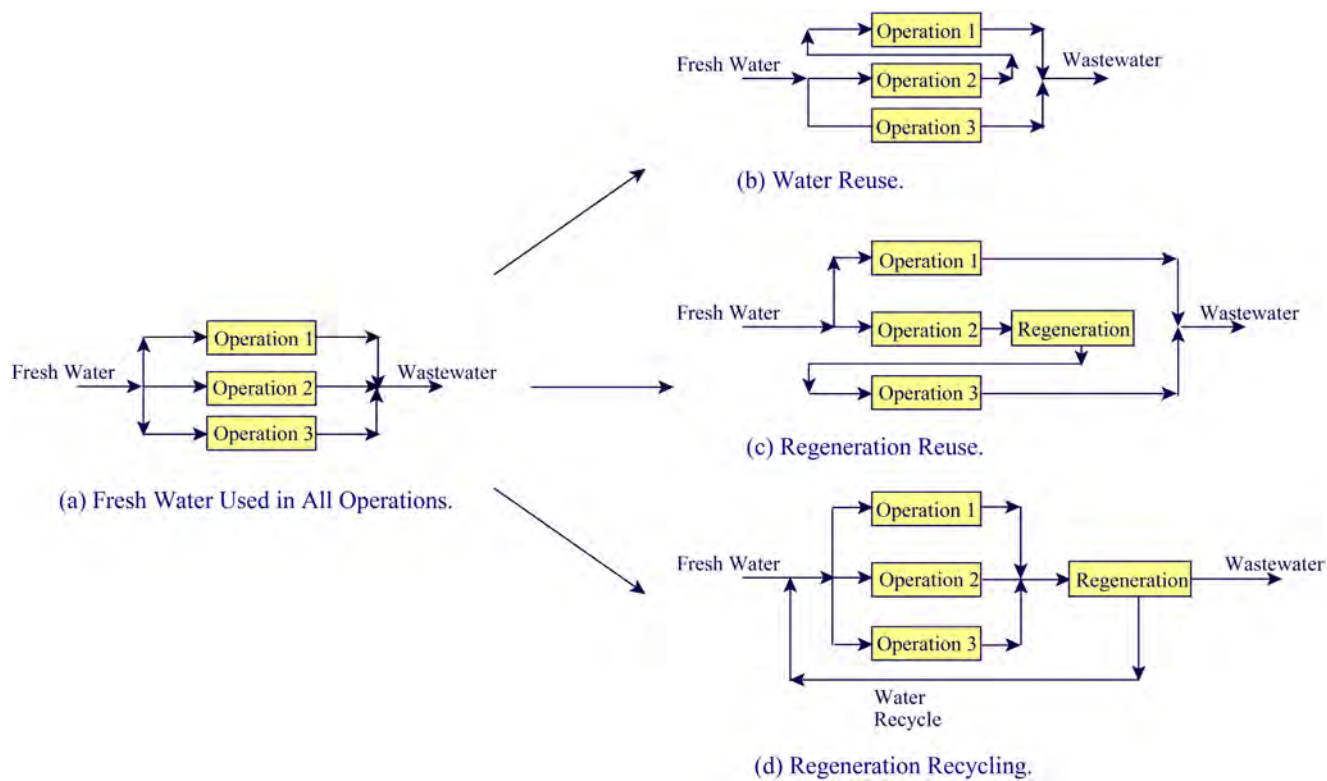 Operation 1
Fresh Water
Operation 2
Wastewater
Operation 3
(b) Water Reuse.
Operation 1
Fresh Water
Operation 2
Regeneration
Wastewater
Operation 3
(c) Regeneration Reuse.
Operation 1
Fresh Water
Operation 2
Wastewater
Operation 3
(a) Fresh Water Used in All Operations.
Operation 1
Fresh Water
Operation 2
Regeneration
Wastewater
Operation 3
Water
Recycle
(d) Regeneration Recycling.